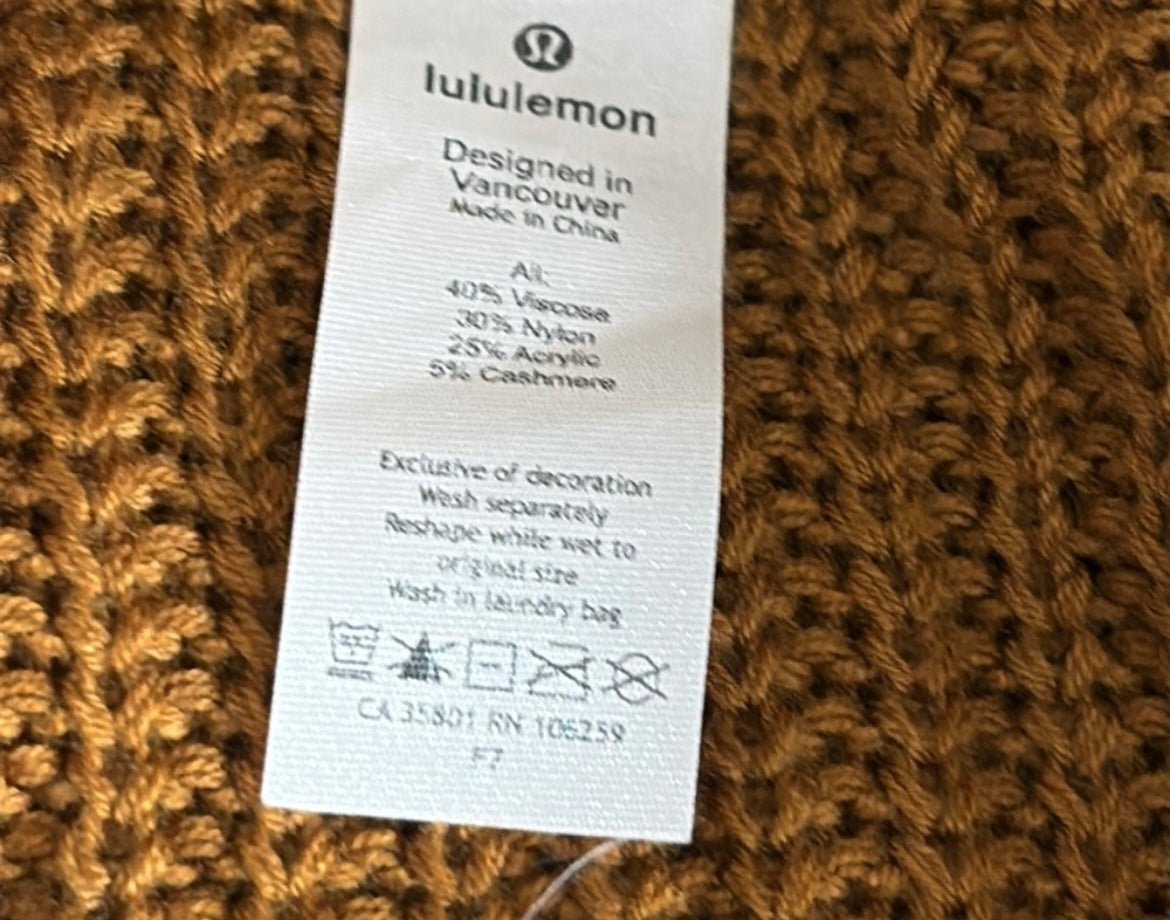 lululemon
Designed in
Vancouver
Made in China
All:
40% Viscose
30% Nylon
25% Acrylic
5% Cashmere
Exclusive of decoration
Wash separately
Reshape while wet to
original size
Wash in laundry bag
CA 35801 RN 106259